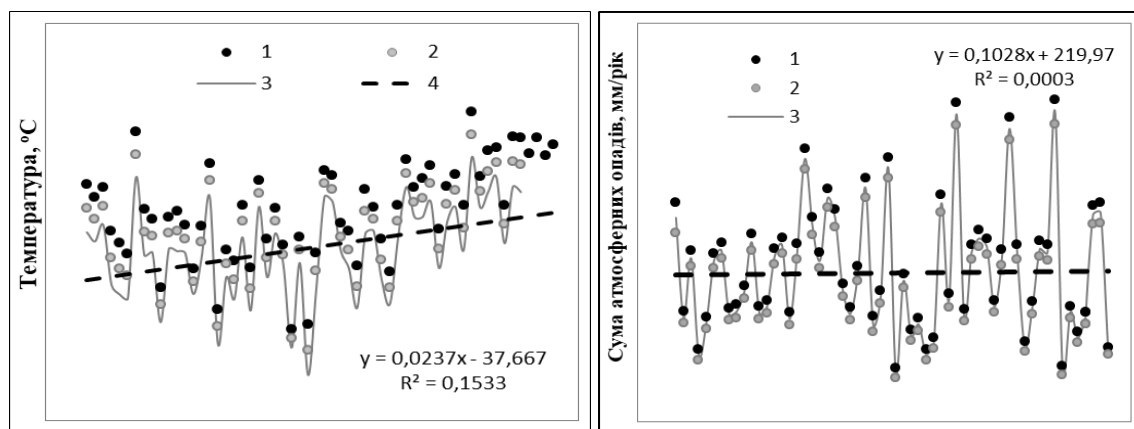 Температура, °С
1
2
3
4
y = 0,0237x - 37,667
R² = 0,1533
Сума атмосферних опадів, мм/рік
1
2
3
y = 0,1028x + 219,97
R² = 0,0003